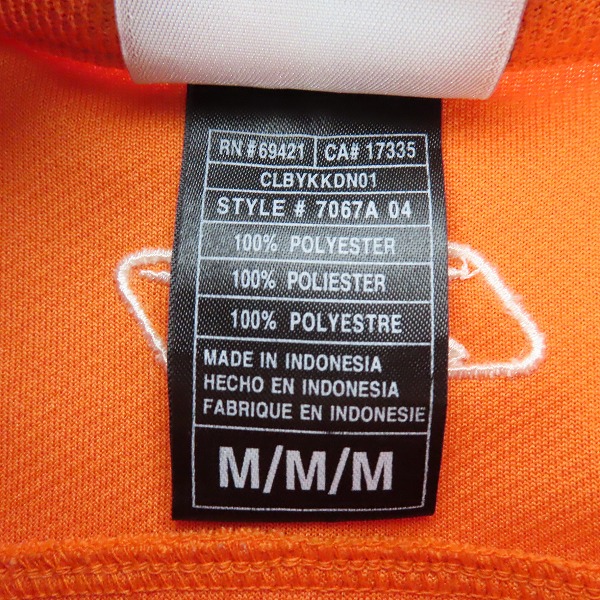 RN # 69421 CA# 17335
CLBYKKDN01
STYLE # 7067A 04
100% POLYESTER
100% POLIESTER
100% POLYESTRE
MADE IN INDONESIA
HECHO EN INDONESIA
FABRIQUE EN INDONESIE
M/M/M